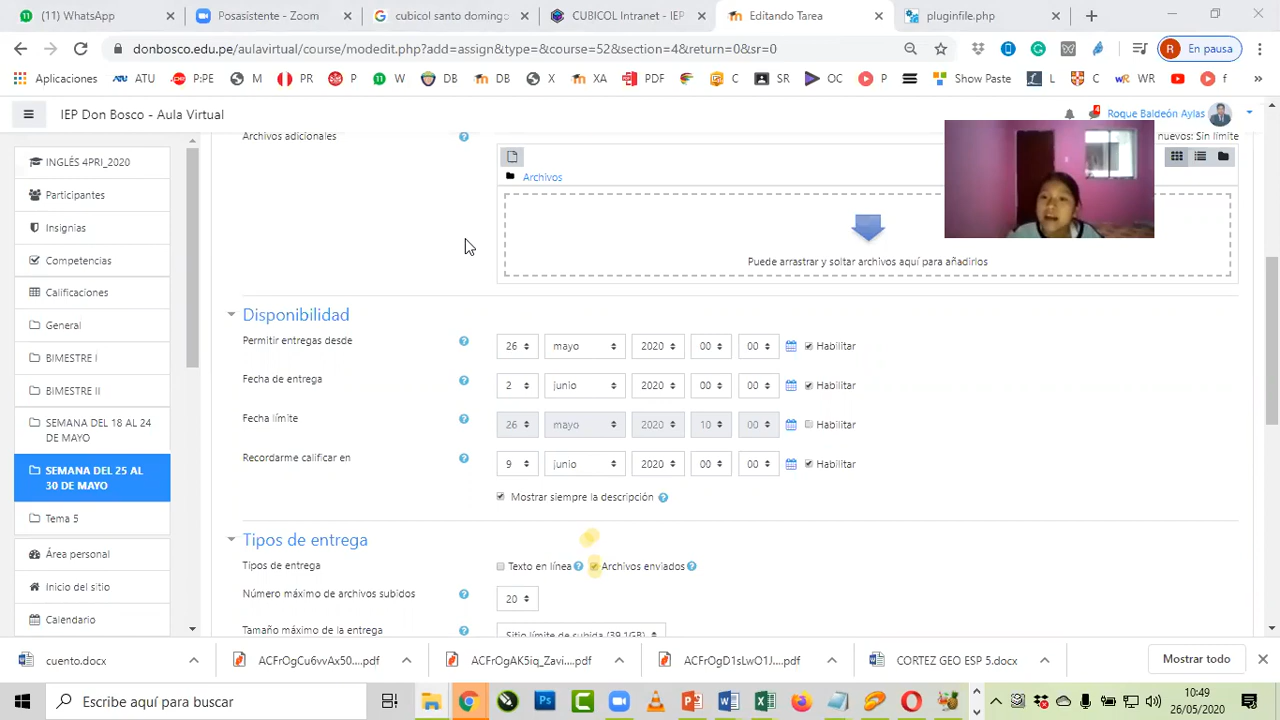 (11) WhatsApp
Posasistente - Zoom
cubicol santo domingo
CUBICOL Intranet - IEP
Editando Tarea
pluginfile.php
donbosco.edu.pe/aulavirtual/course/modedit.php?add=assign&type=&course=52&section=4&return=0&sr=0
R En pausa
Aplicaciones
ATU
P:PE
M
PR
P
W
DB
DB
X
XA
PDF
C
SR
OC
P
Show Paste
L
C
WR
f
IEP Don Bosco - Aula Virtual
Roque Baldeón Aylas
INGLÉS 4PRI_2020
Participantes
Insignias
Competencias
Calificaciones
General
BIMESTRE I
BIMESTRE II
SEMANA DEL 18 AL 24
DE MAYO
SEMANA DEL 25 AL
30 DE MAYO
Tema 5
Área personal
Inicio del sitio
Calendario
Archivos adicionales
nuevos: Sin límite
Archivos
Puede arrastrar y soltar archivos aquí para añadirlos
Disponibilidad
Permitir entregas desde 26 mayo 2020 00 00 Habilitar
Fecha de entrega 2 junio 2020 00 00 Habilitar
Fecha límite 26 mayo 2020 10 00 Habilitar
Recordarme calificar en 9 junio 2020 00 00 Habilitar
Mostrar siempre la descripción
Tipos de entrega
Tipos de entrega Texto en línea Archivos enviados
Número máximo de archivos subidos 20
Tamaño máximo de la entrega Sitio límite de subida (39.1GB)
cuento.docx
ACFrOgCu6vvAx50....pdf
ACFrOgAK5iq_Zavi....pdf
ACFrOgD1sLwO1J....pdf
CORTEZ GEO ESP 5.docx
Mostrar todo
Escribe aquí para buscar
10:49
26/05/2020